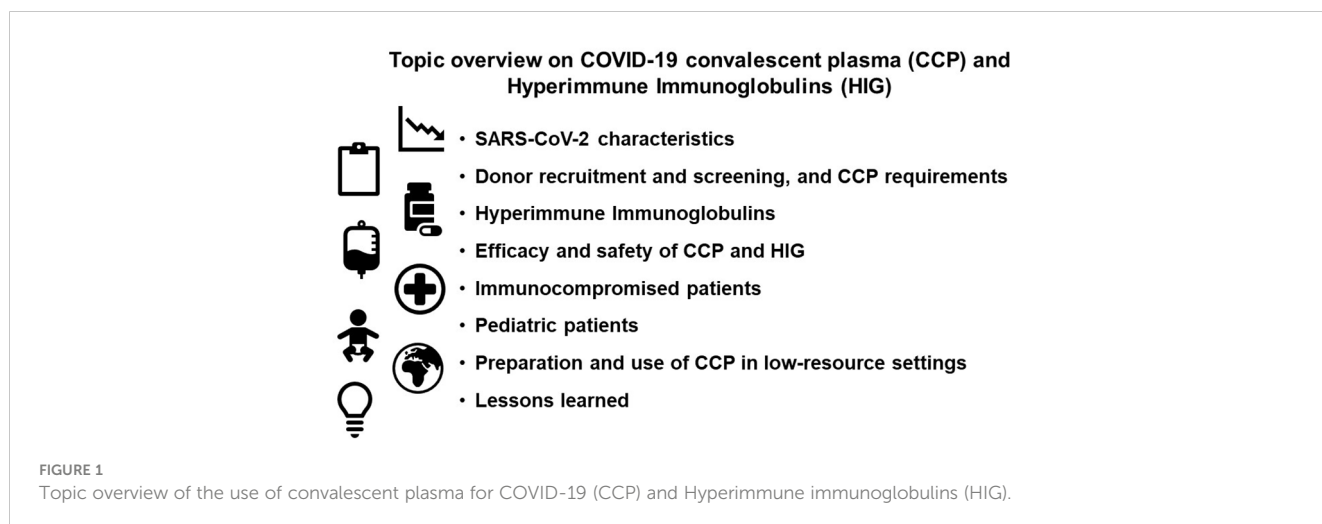 Topic overview on COVID-19 convalescent plasma (CCP) and
Hyperimmune Immunoglobulins (HIG)
• SARS-CoV-2 characteristics
• Donor recruitment and screening, and CCP requirements
• Hyperimmune Immunoglobulins
• Efficacy and safety of CCP and HIG
• Immunocompromised patients
• Pediatric patients
• Preparation and use of CCP in low-resource settings
• Lessons learned
FIGURE 1
Topic overview of the use of convalescent plasma for COVID-19 (CCP) and Hyperimmune immunoglobulins (HIG).